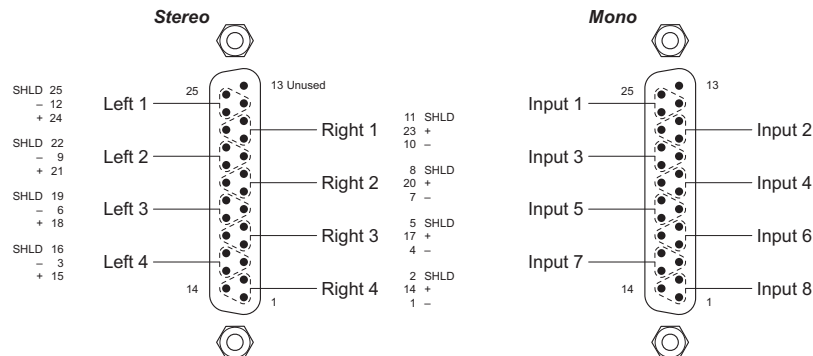 Stereo
Mono
25
13 Unused
SHLD 25
– 12
+ 24
Left 1
Right 1
11 SHLD
23 +
10 –
SHLD 22
– 9
+ 21
Left 2
Right 2
8 SHLD
20 +
7 –
SHLD 19
– 6
+ 18
Left 3
Right 3
5 SHLD
17 +
4 –
SHLD 16
– 3
+ 15
Left 4
Right 4
2 SHLD
14 +
1 –
14
1
25
13
Input 1
Input 2
Input 3
Input 4
Input 5
Input 6
Input 7
Input 8
14
1